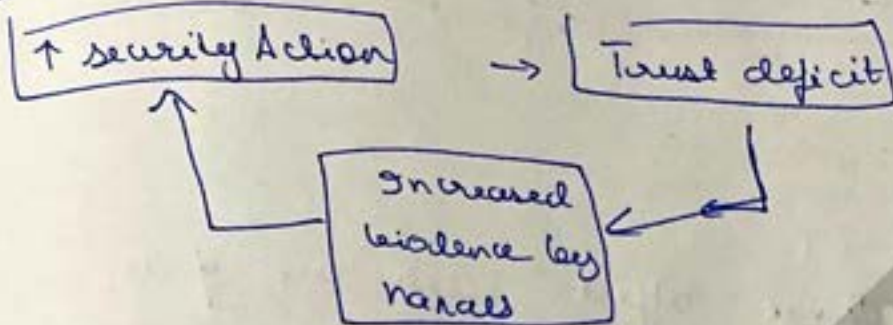 ↑ security Action → Trust deficit
Increased
violence by
naxals